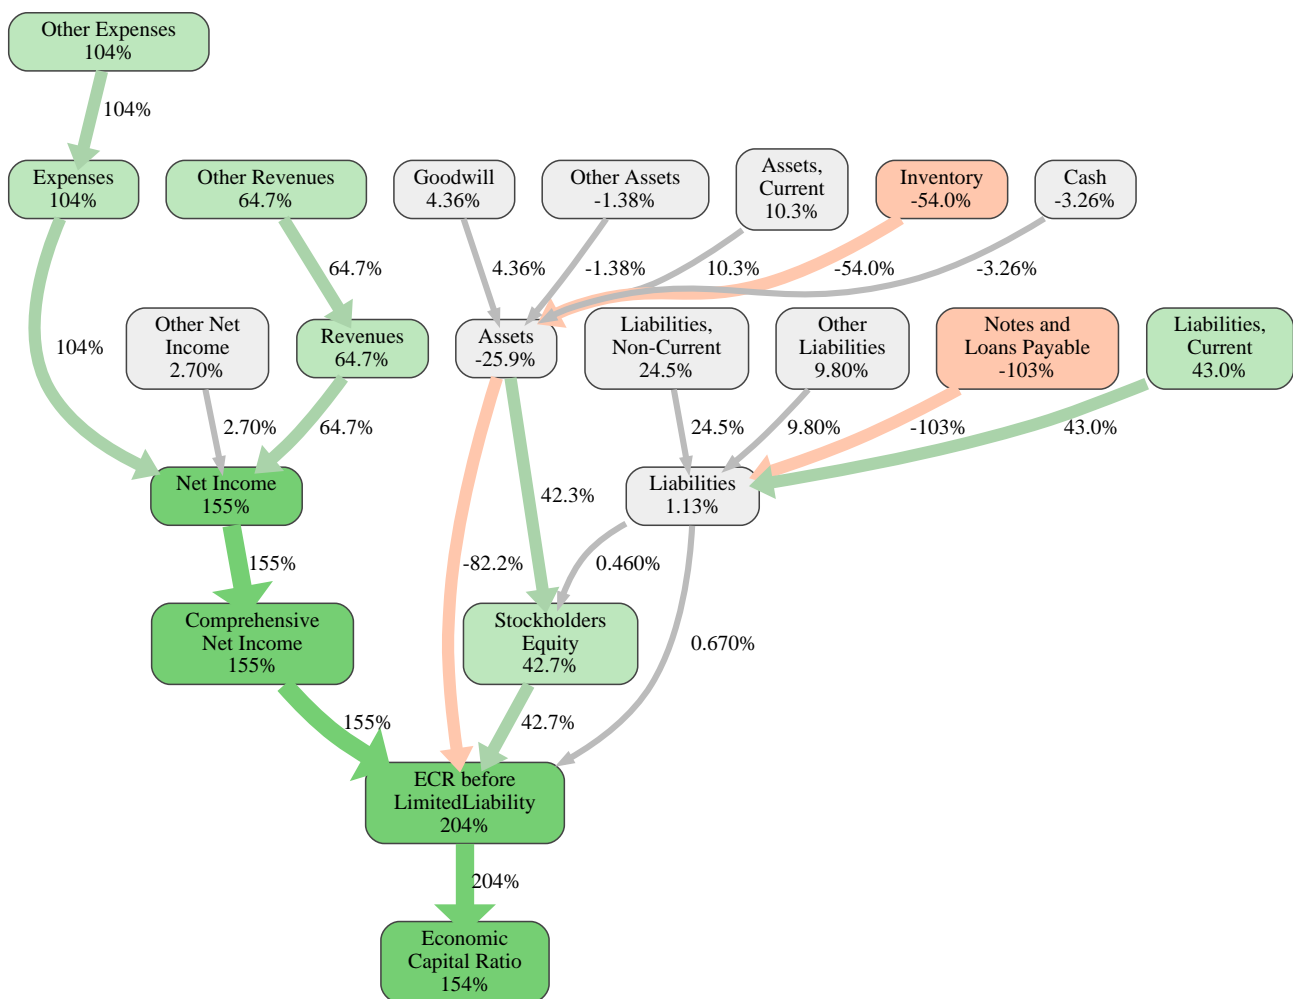 Other Expenses
104%
104%
Expenses
104%
Other Revenues
64.7%
Goodwill
4.36%
Other Assets
-1.38%
Assets,
Current
10.3%
Inventory
-54.0%
Cash
-3.26%
64.7%
4.36%
-1.38%
10.3%
-54.0%
-3.26%
104%
Other Net
Income
2.70%
Revenues
64.7%
Assets
-25.9%
Liabilities,
Non-Current
24.5%
Other
Liabilities
9.80%
Notes and
Loans Payable
-103%
Liabilities,
Current
43.0%
2.70%
64.7%
24.5%
9.80%
-103%
43.0%
Net Income
155%
42.3%
Liabilities
1.13%
155%
-82.2%
0.460%
Comprehensive
Net Income
155%
Stockholders
Equity
42.7%
0.670%
155%
42.7%
ECR before
LimitedLiability
204%
204%
Economic
Capital Ratio
154%